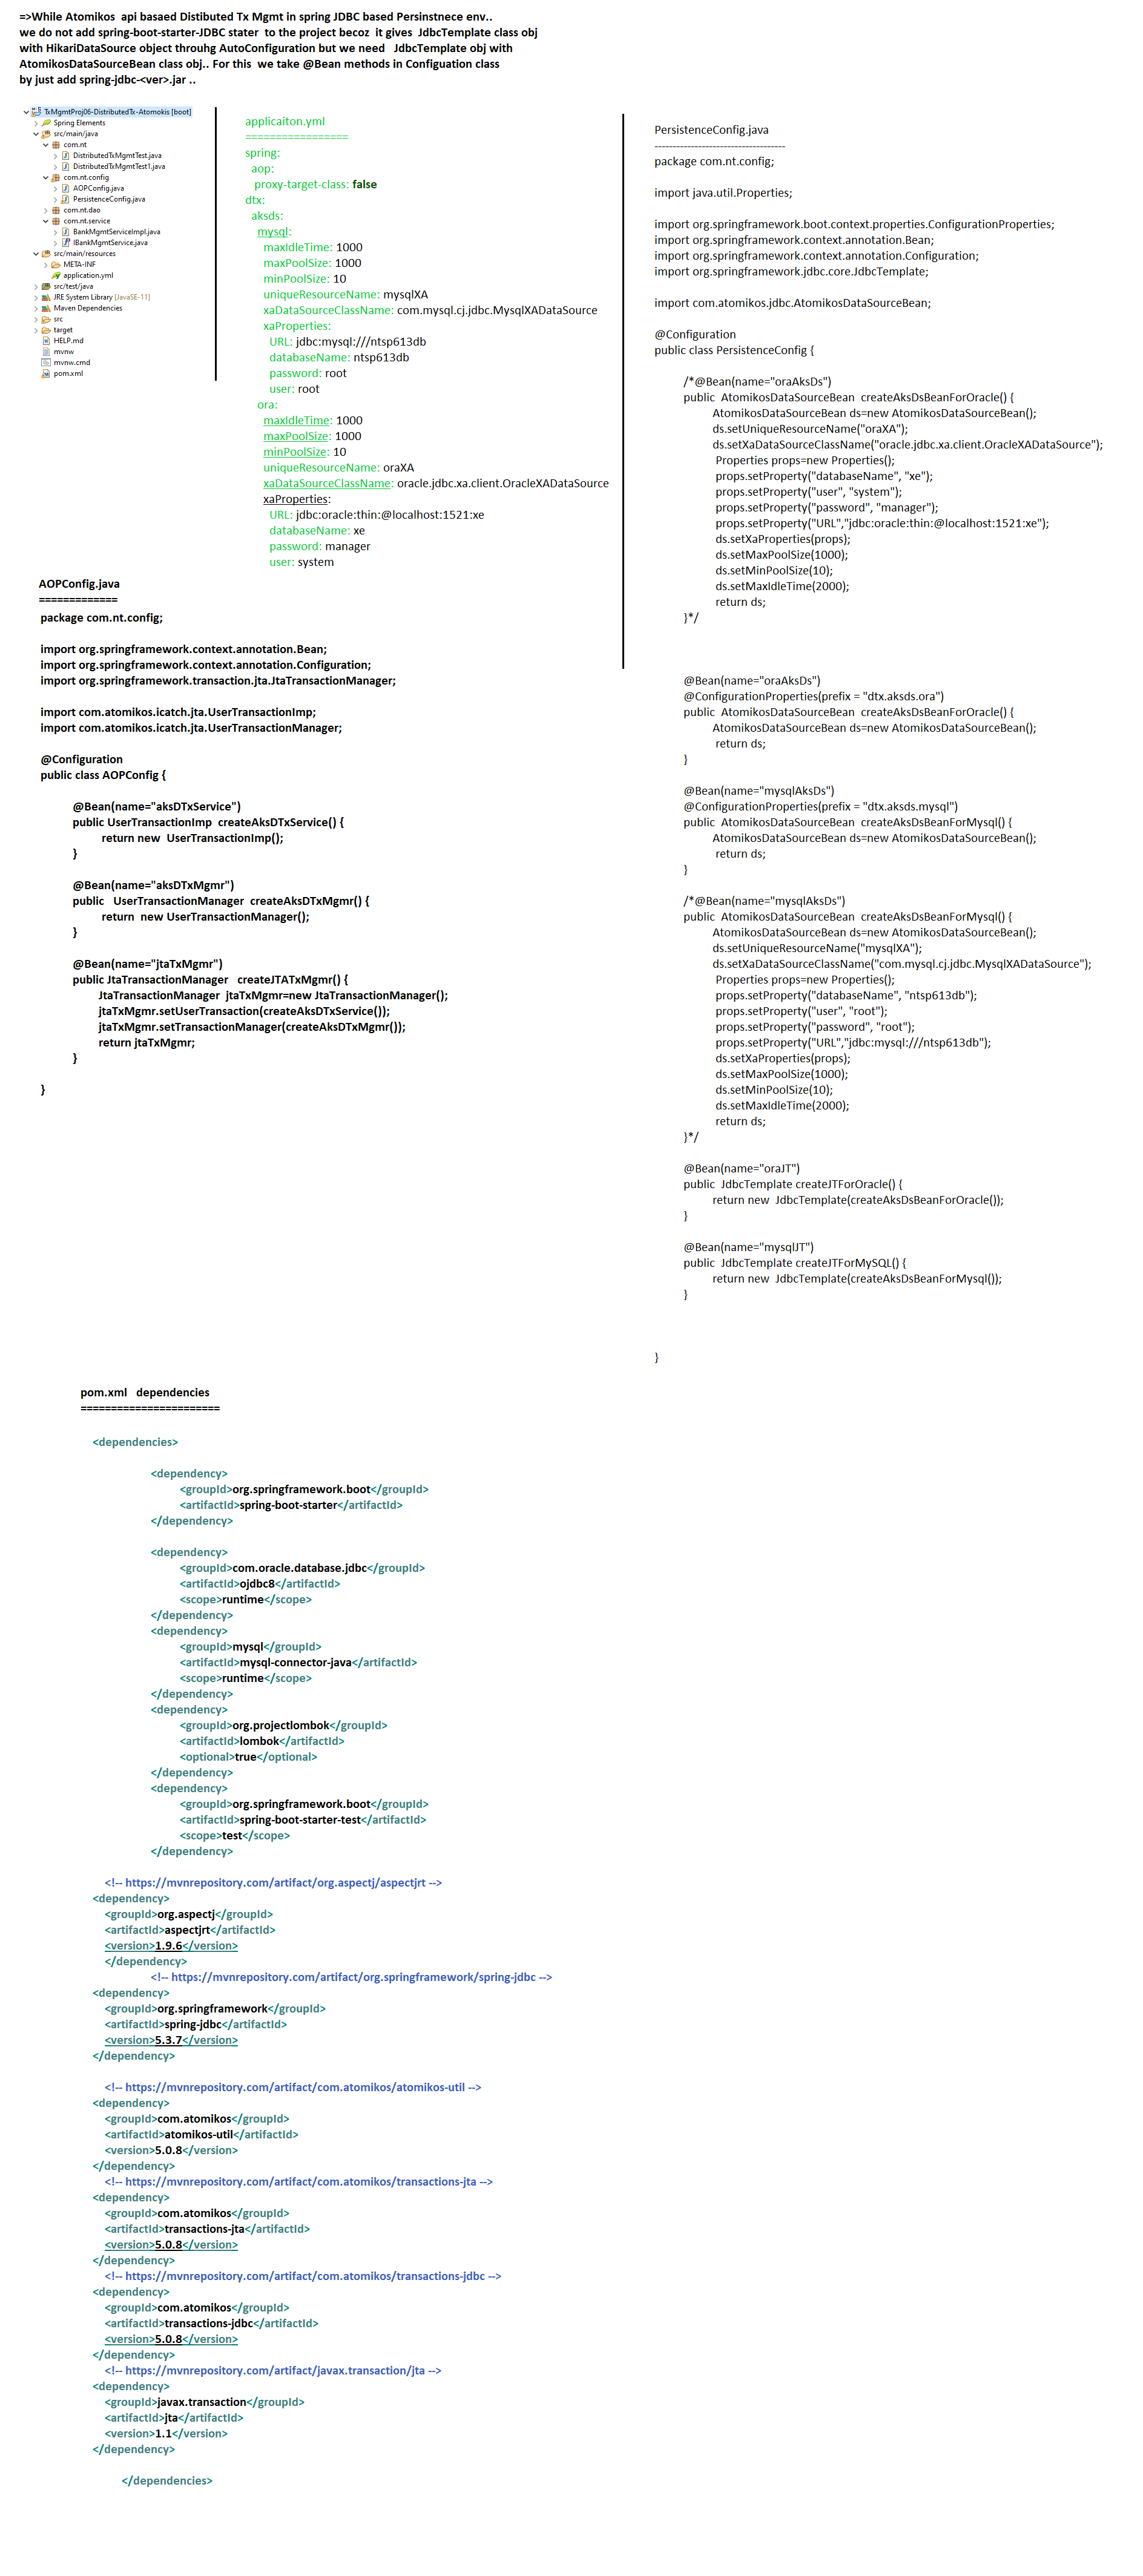 =>While Atomikos  api basaed Distibuted Tx Mgmt in spring JDBC based Persinstnece env..
we do not add spring-boot-starter-JDBC stater  to the project becoz  it gives  JdbcTemplate class obj
with HikariDataSource object throuhg AutoConfiguration but we need   JdbcTemplate obj with
AtomikosDataSourceBean class obj.. For this  we take @Bean methods in Configuation class
by just add spring-jdbc-<ver>.jar ..
TxMgmtProj06-DistributedTx-Atomokis [boot]
Spring Elements
src/main/java
com.nt
DistributedTxMgmtTest.java
DistributedTxMgmtTest1.java
com.nt.config
AOPConfig.java
PersistenceConfig.java
com.nt.dao
com.nt.service
BankMgmtServiceImpl.java
IBankMgmtService.java
src/main/resources
META-INF
application.yml
src/test/java
JRE System Library [JavaSE-11]
Maven Dependencies
src
target
HELP.md
mvnw
mvnw.cmd
pom.xml
applicaiton.yml
=================
spring:
aop:
proxy-target-class: false
dtx:
aksds:
mysql:
maxIdleTime: 1000
maxPoolSize: 1000
minPoolSize: 10
uniqueResourceName: mysqlXA
xaDataSourceClassName: com.mysql.cj.jdbc.MysqlXADataSource
xaProperties:
URL: jdbc:mysql:///ntsp613db
databaseName: ntsp613db
password: root
user: root
ora:
maxIdleTime: 1000
maxPoolSize: 1000
minPoolSize: 10
uniqueResourceName: oraXA
xaDataSourceClassName: oracle.jdbc.xa.client.OracleXADataSource
xaProperties:
URL: jdbc:oracle:thin:@localhost:1521:xe
databaseName: xe
password: manager
user: system
AOPConfig.java
=============
package com.nt.config;
import org.springframework.context.annotation.Bean;
import org.springframework.context.annotation.Configuration;
import org.springframework.transaction.jta.JtaTransactionManager;
import com.atomikos.icatch.jta.UserTransactionImp;
import com.atomikos.icatch.jta.UserTransactionManager;
@Configuration
public class AOPConfig {
@Bean(name="aksDTxService")
public UserTransactionImp  createAksDTxService() {
return new  UserTransactionImp();
}
@Bean(name="aksDTxMgmr")
public   UserTransactionManager  createAksDTxMgmr() {
return  new UserTransactionManager();
}
@Bean(name="jtaTxMgmr")
public JtaTransactionManager   createJTATxMgmr() {
JtaTransactionManager  jtaTxMgmr=new JtaTransactionManager();
jtaTxMgmr.setUserTransaction(createAksDTxService());
jtaTxMgmr.setTransactionManager(createAksDTxMgmr());
return jtaTxMgmr;
}
}
PersistenceConfig.java
------------------------------------
package com.nt.config;
import java.util.Properties;
import org.springframework.boot.context.properties.ConfigurationProperties;
import org.springframework.context.annotation.Bean;
import org.springframework.context.annotation.Configuration;
import org.springframework.jdbc.core.JdbcTemplate;
import com.atomikos.jdbc.AtomikosDataSourceBean;
@Configuration
public class PersistenceConfig {
/*@Bean(name="oraAksDs")
public  AtomikosDataSourceBean  createAksDsBeanForOracle() {
AtomikosDataSourceBean ds=new AtomikosDataSourceBean();
ds.setUniqueResourceName("oraXA");
ds.setXaDataSourceClassName("oracle.jdbc.xa.client.OracleXADataSource");
Properties props=new Properties();
props.setProperty("databaseName", "xe");
props.setProperty("user", "system");
props.setProperty("password", "manager");
props.setProperty("URL","jdbc:oracle:thin:@localhost:1521:xe");
ds.setXaProperties(props);
ds.setMaxPoolSize(1000);
ds.setMinPoolSize(10);
ds.setMaxIdleTime(2000);
return ds;
}*/
@Bean(name="oraAksDs")
@ConfigurationProperties(prefix = "dtx.aksds.ora")
public  AtomikosDataSourceBean  createAksDsBeanForOracle() {
AtomikosDataSourceBean ds=new AtomikosDataSourceBean();
return ds;
}
@Bean(name="mysqlAksDs")
@ConfigurationProperties(prefix = "dtx.aksds.mysql")
public  AtomikosDataSourceBean  createAksDsBeanForMysql() {
AtomikosDataSourceBean ds=new AtomikosDataSourceBean();
return ds;
}
/*@Bean(name="mysqlAksDs")
public  AtomikosDataSourceBean  createAksDsBeanForMysql() {
AtomikosDataSourceBean ds=new AtomikosDataSourceBean();
ds.setUniqueResourceName("mysqlXA");
ds.setXaDataSourceClassName("com.mysql.cj.jdbc.MysqlXADataSource");
Properties props=new Properties();
props.setProperty("databaseName", "ntsp613db");
props.setProperty("user", "root");
props.setProperty("password", "root");
props.setProperty("URL","jdbc:mysql:///ntsp613db");
ds.setXaProperties(props);
ds.setMaxPoolSize(1000);
ds.setMinPoolSize(10);
ds.setMaxIdleTime(2000);
return ds;
}*/
@Bean(name="oraJT")
public  JdbcTemplate createJTForOracle() {
return new  JdbcTemplate(createAksDsBeanForOracle());
}
@Bean(name="mysqlJT")
public  JdbcTemplate createJTForMySQL() {
return new  JdbcTemplate(createAksDsBeanForMysql());
}
}
pom.xml   dependencies
=======================
<dependencies>
<dependency>
<groupId>org.springframework.boot</groupId>
<artifactId>spring-boot-starter</artifactId>
</dependency>
<dependency>
<groupId>com.oracle.database.jdbc</groupId>
<artifactId>ojdbc8</artifactId>
<scope>runtime</scope>
</dependency>
<dependency>
<groupId>mysql</groupId>
<artifactId>mysql-connector-java</artifactId>
<scope>runtime</scope>
</dependency>
<dependency>
<groupId>org.projectlombok</groupId>
<artifactId>lombok</artifactId>
<optional>true</optional>
</dependency>
<dependency>
<groupId>org.springframework.boot</groupId>
<artifactId>spring-boot-starter-test</artifactId>
<scope>test</scope>
</dependency>
<!-- https://mvnrepository.com/artifact/org.aspectj/aspectjrt -->
<dependency>
<groupId>org.aspectj</groupId>
<artifactId>aspectjrt</artifactId>
<version>1.9.6</version>
</dependency>
<!-- https://mvnrepository.com/artifact/org.springframework/spring-jdbc -->
<dependency>
<groupId>org.springframework</groupId>
<artifactId>spring-jdbc</artifactId>
<version>5.3.7</version>
</dependency>
<!-- https://mvnrepository.com/artifact/com.atomikos/atomikos-util -->
<dependency>
<groupId>com.atomikos</groupId>
<artifactId>atomikos-util</artifactId>
<version>5.0.8</version>
</dependency>
<!-- https://mvnrepository.com/artifact/com.atomikos/transactions-jta -->
<dependency>
<groupId>com.atomikos</groupId>
<artifactId>transactions-jta</artifactId>
<version>5.0.8</version>
</dependency>
<!-- https://mvnrepository.com/artifact/com.atomikos/transactions-jdbc -->
<dependency>
<groupId>com.atomikos</groupId>
<artifactId>transactions-jdbc</artifactId>
<version>5.0.8</version>
</dependency>
<!-- https://mvnrepository.com/artifact/javax.transaction/jta -->
<dependency>
<groupId>javax.transaction</groupId>
<artifactId>jta</artifactId>
<version>1.1</version>
</dependency>
</dependencies>